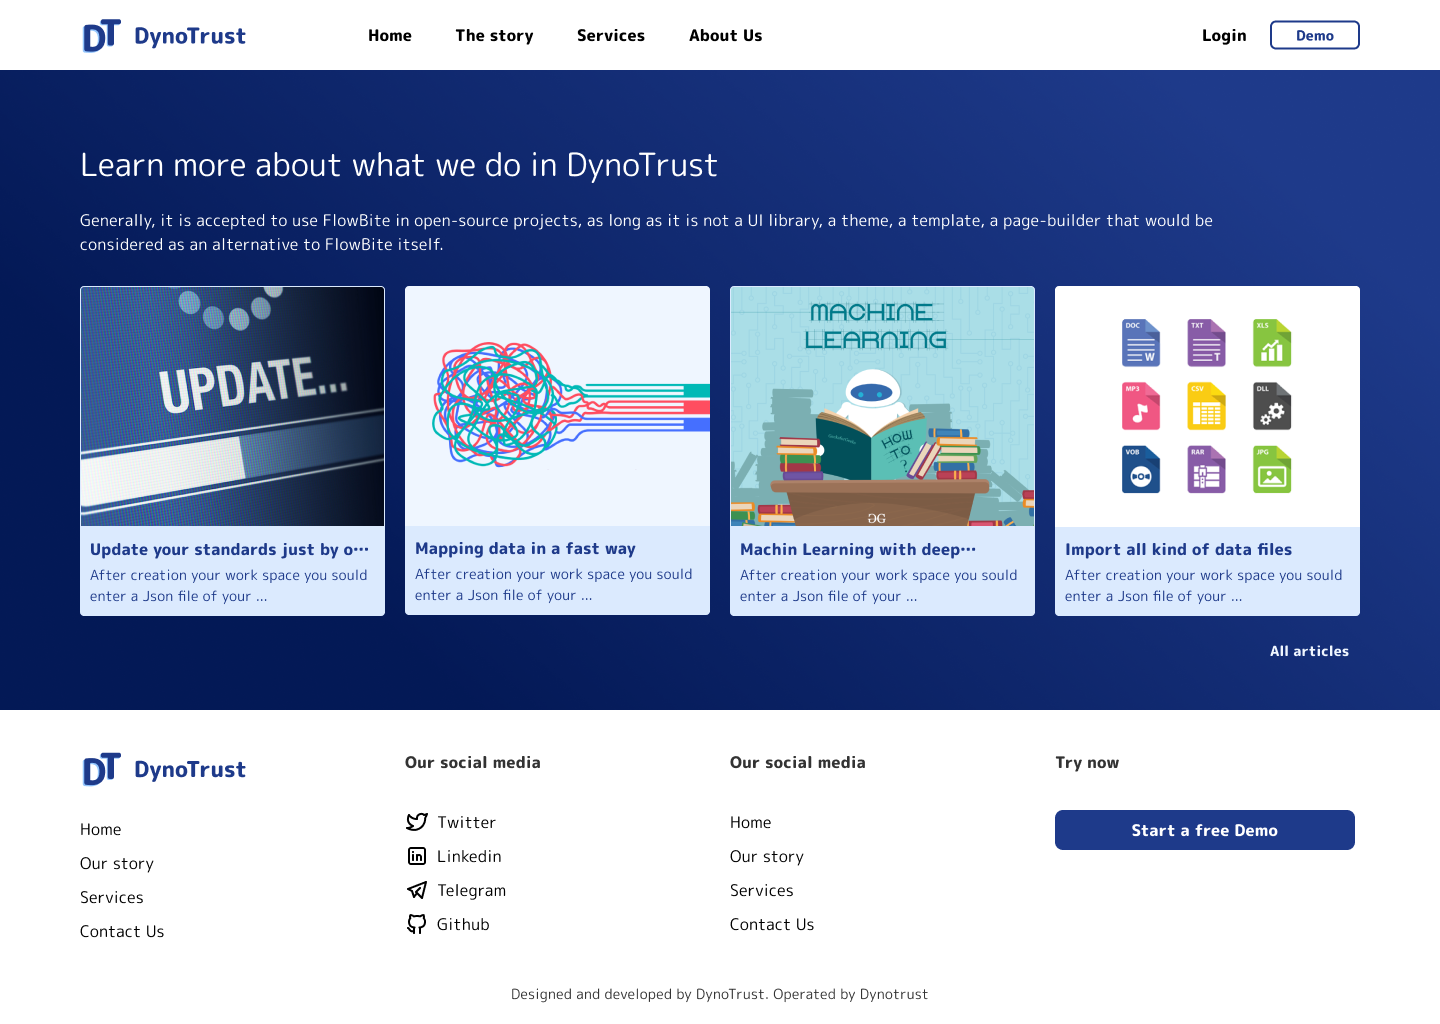 DT DynoTrust
Home The story Services About Us
Login Demo
Learn more about what we do in DynoTrust
Generally, it is accepted to use FlowBite in open-source projects, as long as it is not a UI library, a theme, a template, a page-builder that would be
considered as an alternative to FlowBite itself.
UPDATE...
Update your standards just by o···
After creation your work space you sould
enter a Json file of your ...
Mapping data in a fast way
After creation your work space you sould
enter a Json file of your ...
MACHINE
LEARNING
HOW
TO
?
GG
Machin Learning with deep···
After creation your work space you sould
enter a Json file of your ...
DOC W TXT T XLS
MP3 CSV DLL
VOB RAR JPG
Import all kind of data files
After creation your work space you sould
enter a Json file of your ...
All articles
DT DynoTrust
Home
Our story
Services
Contact Us
Our social media
Twitter
Linkedin
Telegram
Github
Our social media
Home
Our story
Services
Contact Us
Try now
Start a free Demo
Designed and developed by DynoTrust. Operated by Dynotrust